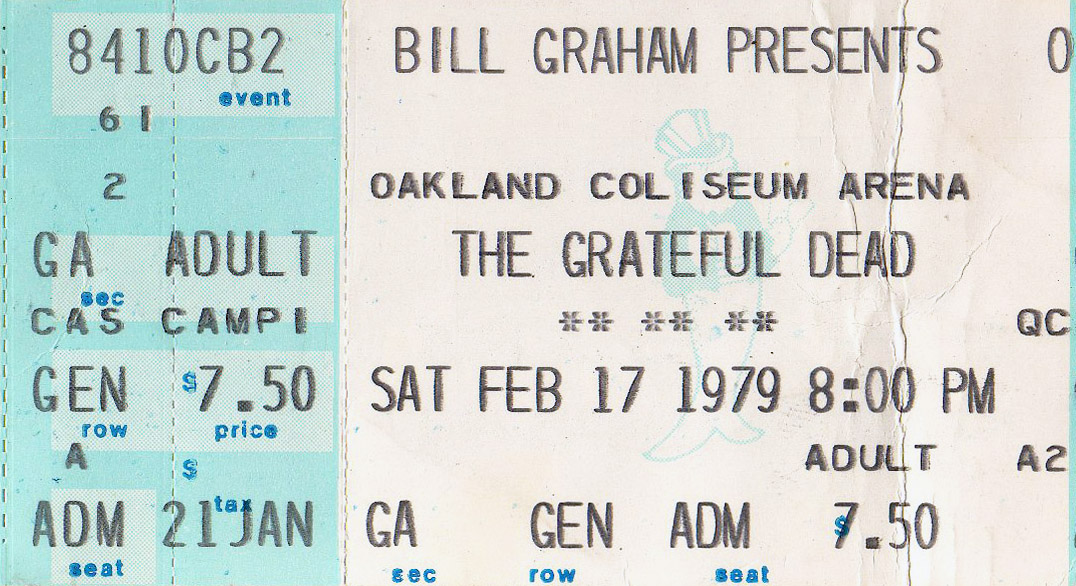 8410CB2
event
61
2
GA ADULT
sec
CAS CAMPI
GEN $7.50
row price
A $
tax
ADM 21JAN
seat
BILL GRAHAM PRESENTS 0
OAKLAND COLISEUM ARENA
THE GRATEFUL DEAD
** ** **
QC
SAT FEB 17 1979 8:00 PM
ADULT A2
GA GEN ADM $7.50
sec row seat